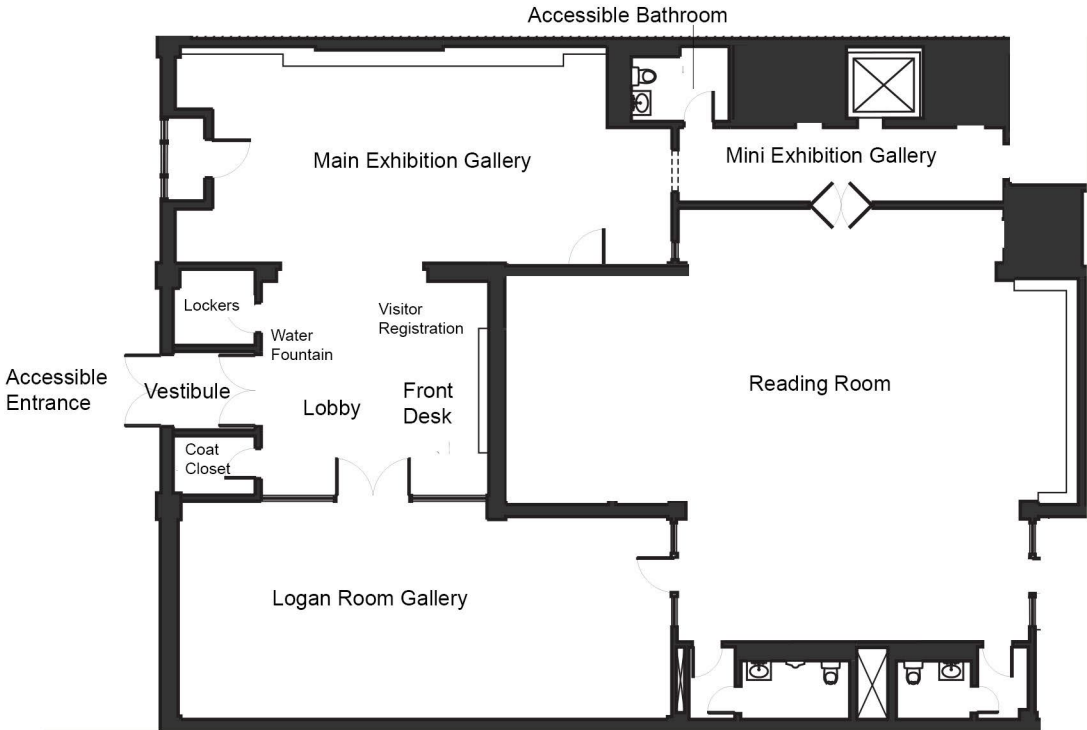 Accessible Bathroom
Main Exhibition Gallery
Mini Exhibition Gallery
Lockers
Visitor
Registration
Water
Fountain
Accessible
Entrance
Vestibule
Lobby
Front
Desk
Reading Room
Coat
Closet
Logan Room Gallery